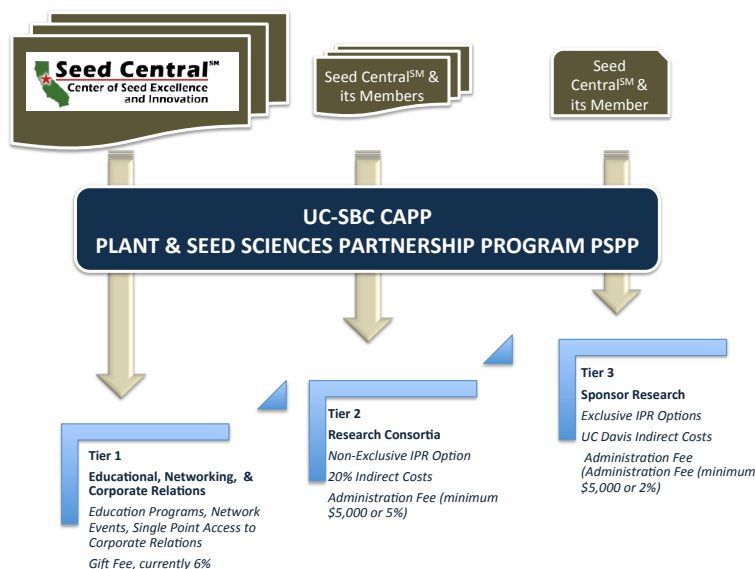 Seed Central℠
Center of Seed Excellence
and Innovation
Seed Central℠ &
its Members
Seed
Central℠ &
its Member
UC-SBC CAPP
PLANT & SEED SCIENCES PARTNERSHIP PROGRAM PSPP
Tier 1
Educational, Networking, &
Corporate Relations
Education Programs, Network
Events, Single Point Access to
Corporate Relations
Gift Fee, currently 6%
Tier 2
Research Consortia
Non-Exclusive IPR Option
20% Indirect Costs
Administration Fee (minimum
$5,000 or 5%)
Tier 3
Sponsor Research
Exclusive IPR Options
UC Davis Indirect Costs
Administration Fee
(Administration Fee (minimum
$5,000 or 2%)